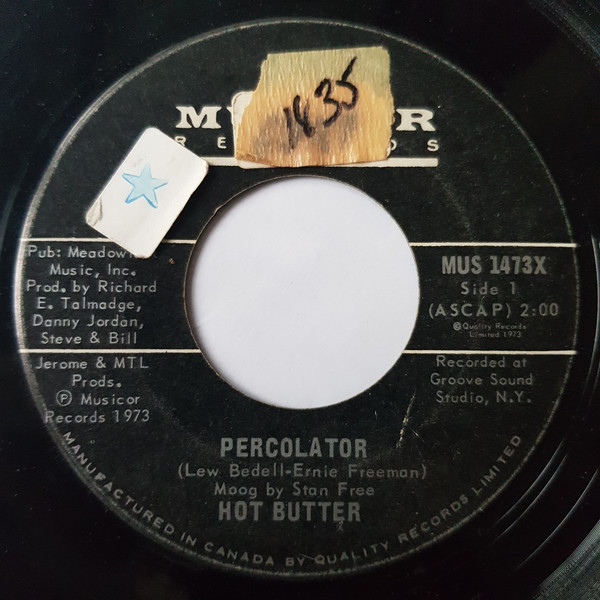 1835
Pub: Meadow
Music, Inc.
Prod. by Richard
E. Talmadge,
Danny Jordan,
Steve & Bill
Jerome & MTL
Prods.
Ⓟ Musicor
Records 1973
MUS 1473X
Side 1
(ASCAP) 2:00
©Quality Records
Limited 1973
Recorded at
Groove Sound
Studio, N.Y.
PERCOLATOR
(Lew Bedell-Ernie Freeman)
Moog by Stan Free
HOT BUTTER
MANUFACTURED IN CANADA BY QUALITY RECORDS LIMITED